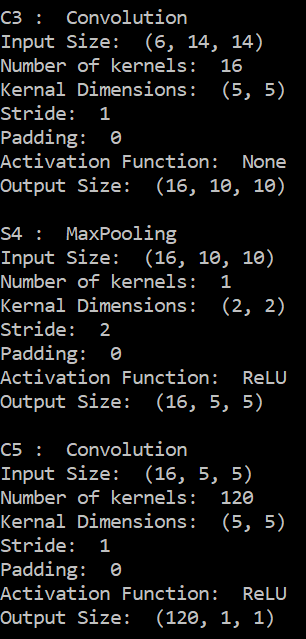 C3 :  Convolution
Input Size:  (6, 14, 14)
Number of kernels:  16
Kernal Dimensions:  (5, 5)
Stride:  1
Padding:  0
Activation Function:  None
Output Size:  (16, 10, 10)
S4 :  MaxPooling
Input Size:  (16, 10, 10)
Number of kernels:  1
Kernal Dimensions:  (2, 2)
Stride:  2
Padding:  0
Activation Function:  ReLU
Output Size:  (16, 5, 5)
C5 :  Convolution
Input Size:  (16, 5, 5)
Number of kernels:  120
Kernal Dimensions:  (5, 5)
Stride:  1
Padding:  0
Activation Function:  ReLU
Output Size:  (120, 1, 1)